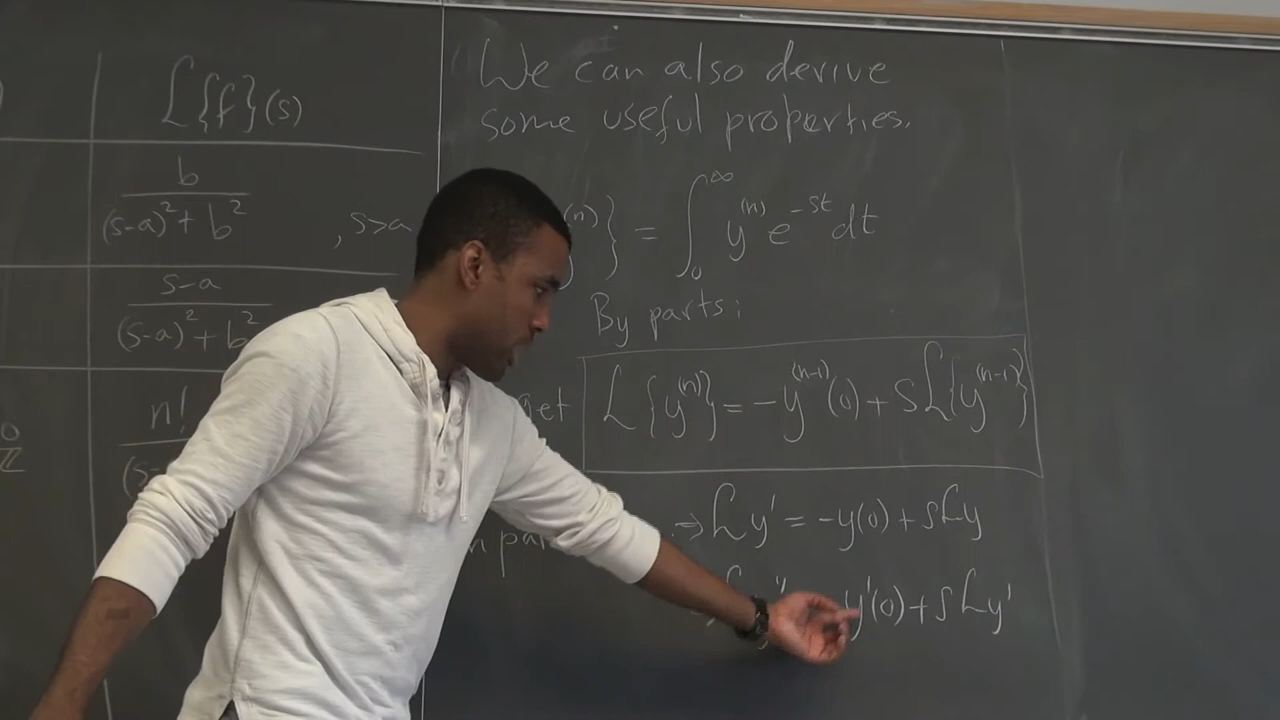 L{f}(s)
b
(s-a)² + b²
, s>a
s-a
(s-a)² + b²
n!
(s-
We can also derive
some useful properties.
(n)} = ∫₀^∞ y^(n) e^-st dt
By parts:
get L{y^(n)} = -y^(n-1)(0) + sL{y^(n-1)}
⇒ Ly' = -y(0) + sLy
y'' y'(0) + sLy'